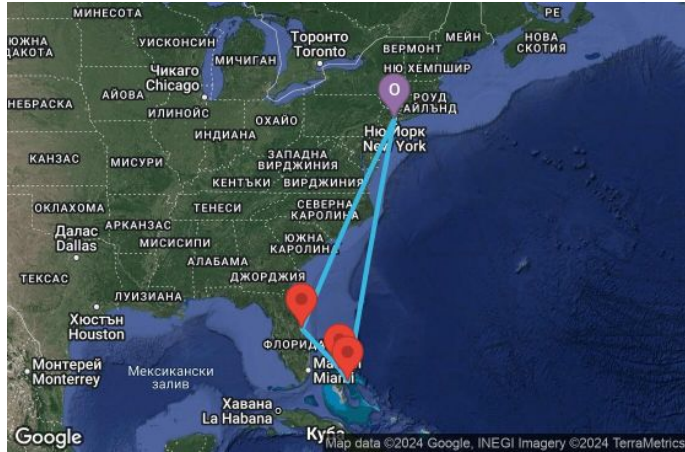 МИНЕСОТА
РЕ
ЮЖНА
ДАКОТА
УИСКОНСИН
Торонто
Toronto
МЕЙН
НОВА
СКОТИЯ
ВЕРМОНТ
МИЧИГАН
НЮ ХЕМПШИР
Чикаго
Chicago
НЕБРАСКА
АЙОВА
O
РОУД
АЙЛЪНД
ИЛИНОЙС
ОХАЙО
ИНДИАНА
Ню Йорк
New York
КАНЗАС
МИСУРИ
ЗАПАДНА
ВИРДЖИНИЯ
КЕНТЪКИ
ВИРДЖИНИЯ
ОКЛАХОМА
ТЕНЕСИ
СЕВЕРНА
КАРОЛИНА
АРКАНЗАС
Далас
Dallas
МИСИСИПИ
ЮЖНА
КАРОЛИНА
АЛАБАМА
ДЖОРДЖИЯ
ТЕКСАС
ЛУИЗИАНА
Хюстън
Houston
ФЛОРИДА
Монтерей
Monterrey
Мексикански
залив
Miami
Хавана
La Habana
Куба
Google
Map data ©2024 Google, INEGI Imagery ©2024 TerraMetrics